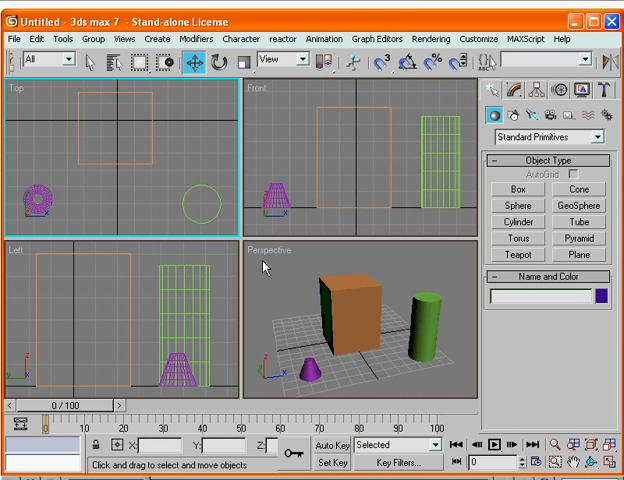 Untitled - 3ds max 7 - Stand-alone License
File Edit Tools Group Views Create Modifiers Character reactor Animation Graph Editors Rendering Customize MAXScript Help
All View
Top Front
Standard Primitives
Object Type
AutoGrid
Box Cone
Sphere GeoSphere
Cylinder Tube
Torus Pyramid
Teapot Plane
Left Perspective
Name and Color
0 / 100
0 10 20 30 40 50 60 70 80 90 100
X: Y: Z: Auto Key Selected
Click and drag to select and move objects Set Key Key Filters... 0